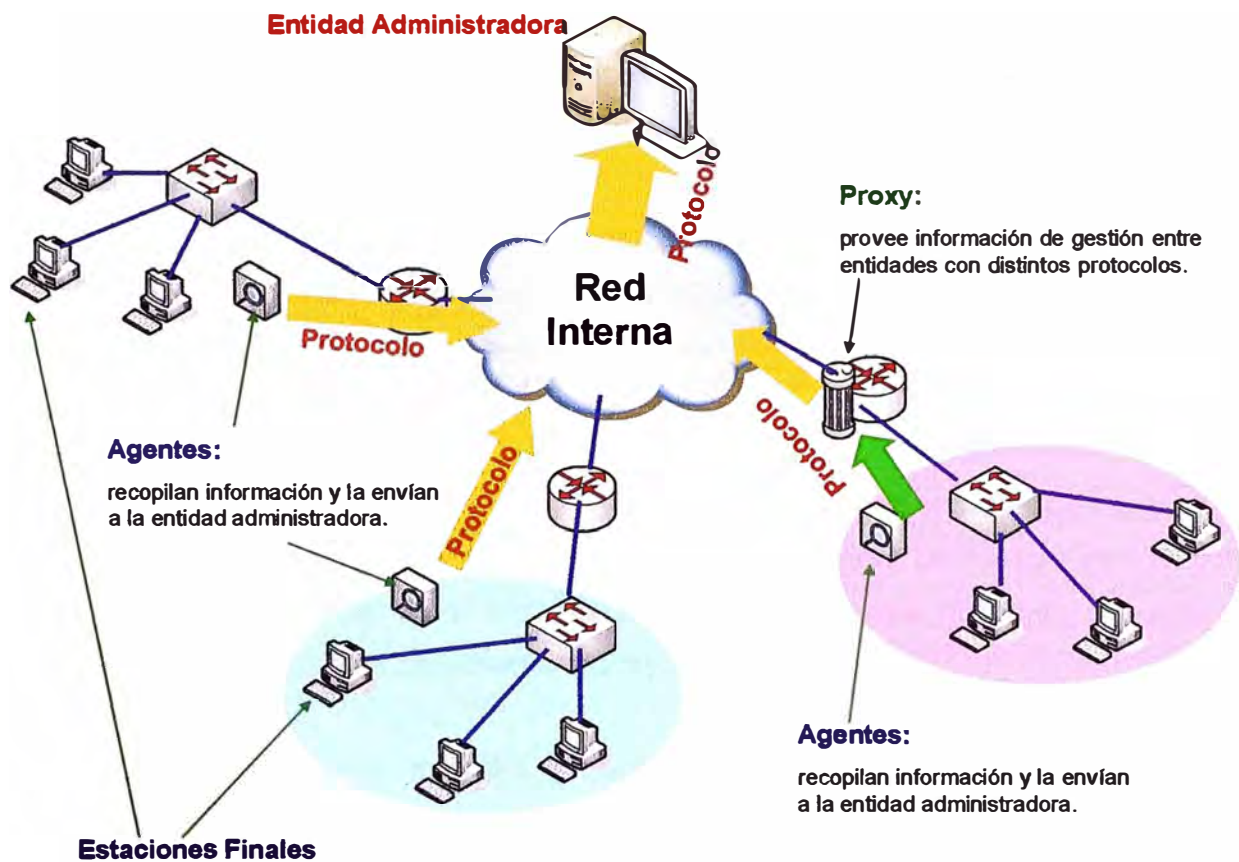 Entidad Administradora
Protocolo
Proxy:
provee información de gestión entre
entidades con distintos protocolos.
Red
Interna
Protocolo
Protocolo
Protocolo
Agentes:
recopilan información y la envían
a la entidad administradora.
Agentes:
recopilan información y la envían
a la entidad administradora.
Estaciones Finales